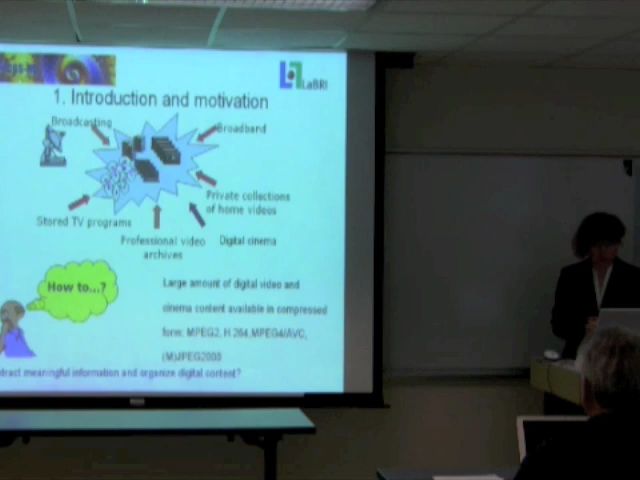 LaBRI
1. Introduction and motivation
Broadcasting
Broadband
Private collections
of home videos
Stored TV programs
Professional video
archives
Digital cinema
How to...?
Large amount of digital video and
cinema content available in compressed
form: MPEG2, H.264,MPEG4/AVC,
(M)JPEG2000
tract meaningful information and organize digital content?